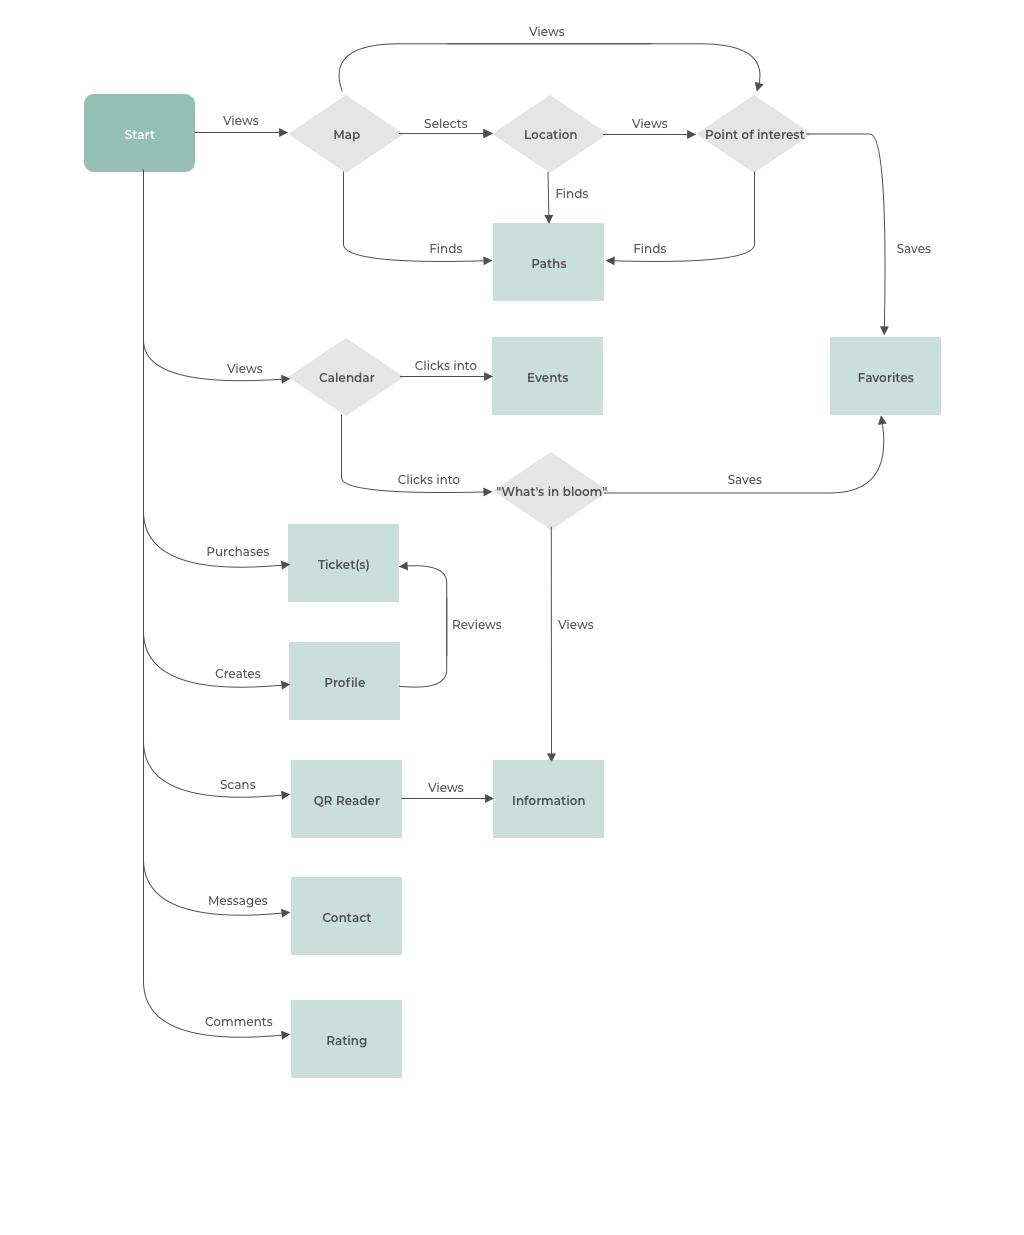 Views
Start
Views
Map
Selects
Location
Views
Point of interest
Finds
Finds
Finds
Saves
Paths
Views
Calendar
Clicks into
Events
Favorites
Clicks into
"What's in bloom"
Saves
Purchases
Ticket(s)
Reviews
Views
Creates
Profile
Scans
QR Reader
Views
Information
Messages
Contact
Comments
Rating